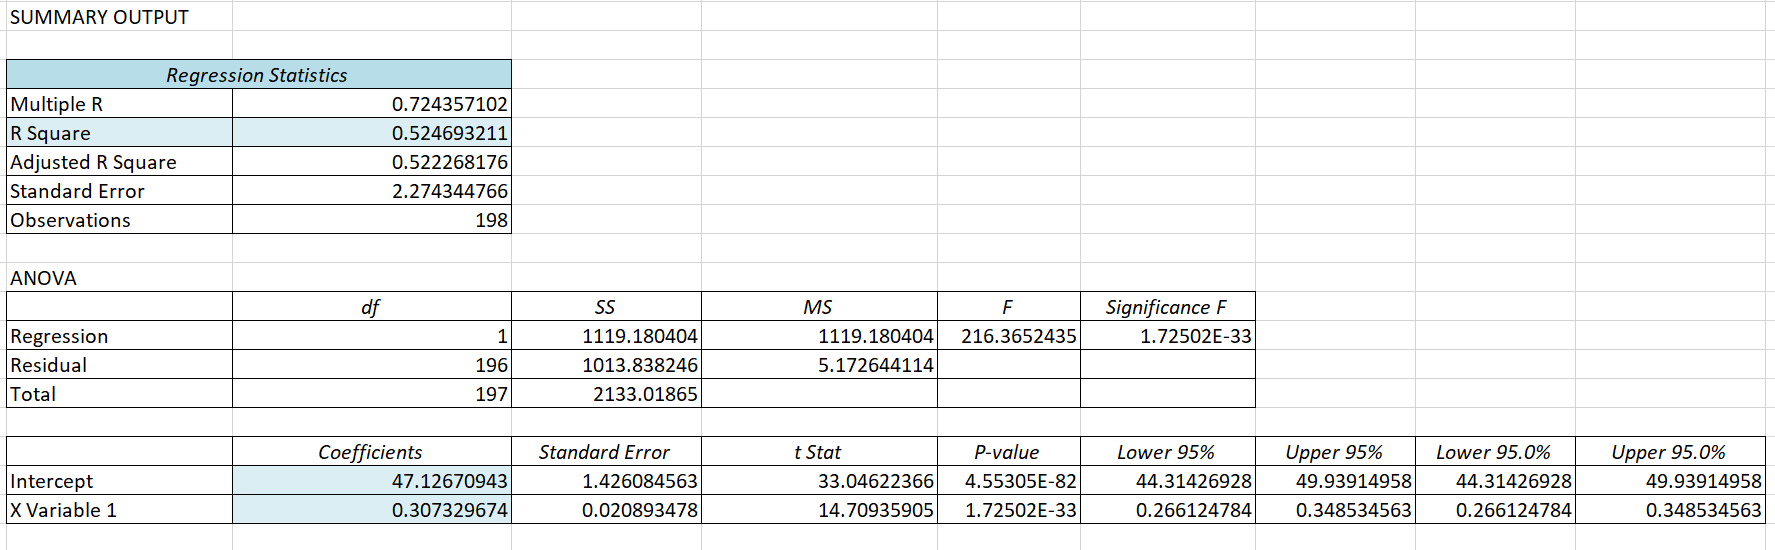 SUMMARY OUTPUT
Regression Statistics
Multiple R 0.724357102
R Square 0.524693211
Adjusted R Square 0.522268176
Standard Error 2.274344766
Observations 198
ANOVA
df SS MS F Significance F
Regression 1 1119.180404 1119.180404 216.3652435 1.72502E-33
Residual 196 1013.838246 5.172644114
Total 197 2133.01865
Coefficients Standard Error t Stat P-value Lower 95% Upper 95% Lower 95.0% Upper 95.0%
Intercept 47.12670943 1.426084563 33.04622366 4.55305E-82 44.31426928 49.93914958 44.31426928 49.93914958
X Variable 1 0.307329674 0.020893478 14.70935905 1.72502E-33 0.266124784 0.348534563 0.266124784 0.348534563